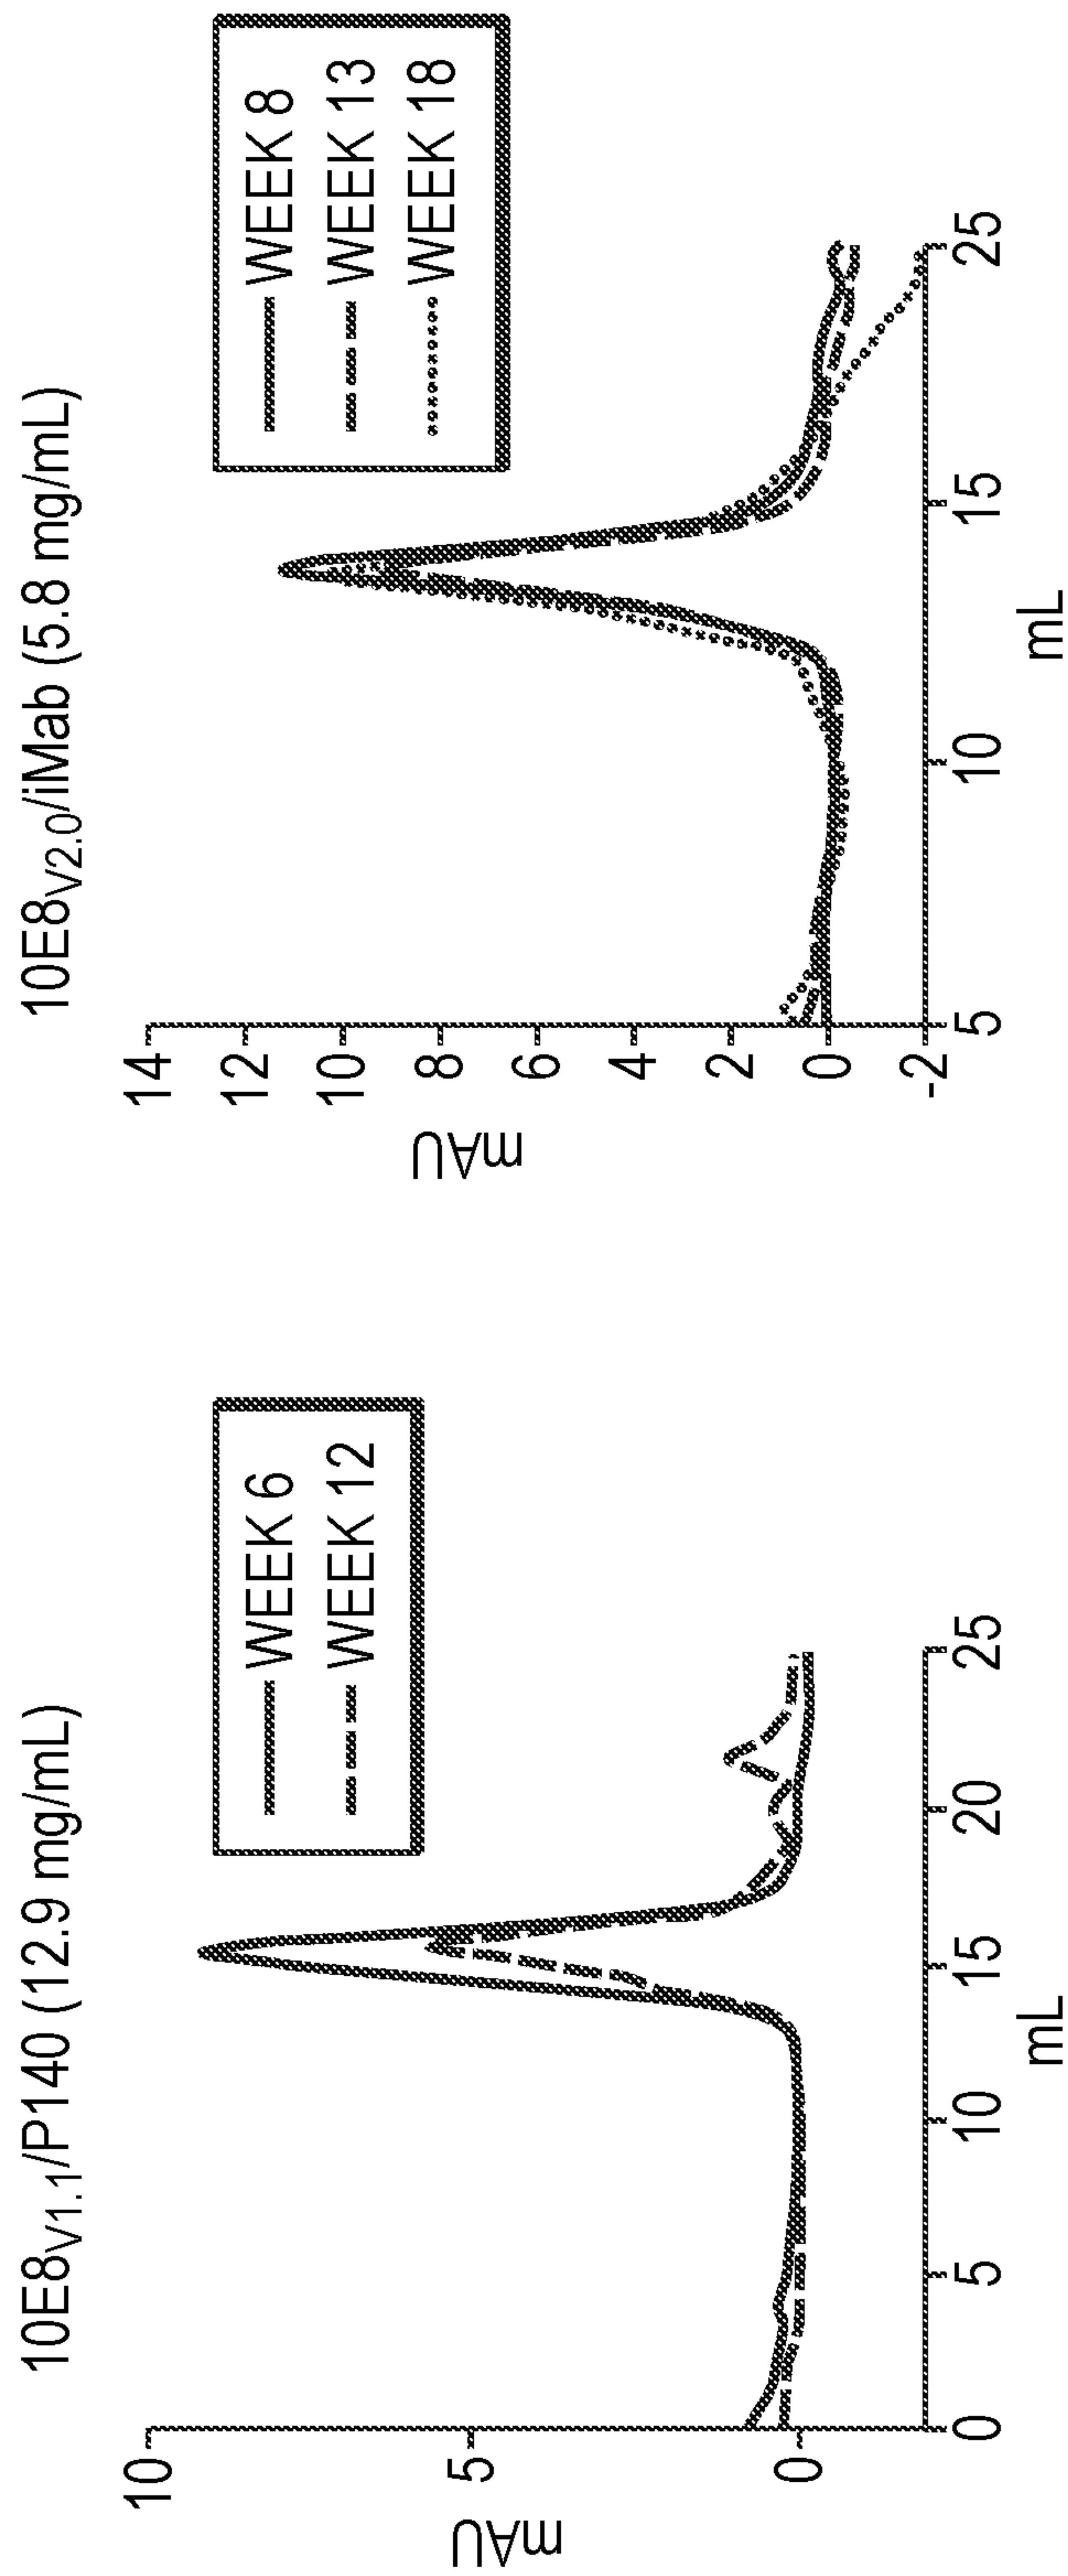 10E8V1.1/P140 (12.9 mg/mL)
WEEK 6
WEEK 12
mAU
10
5
0
0 5 10 15 20 25
mL
10E8V2.0/iMab (5.8 mg/mL)
WEEK 8
WEEK 13
WEEK 18
mAU
14
12
10
8
6
4
2
0
-2
5 10 15 25
mL